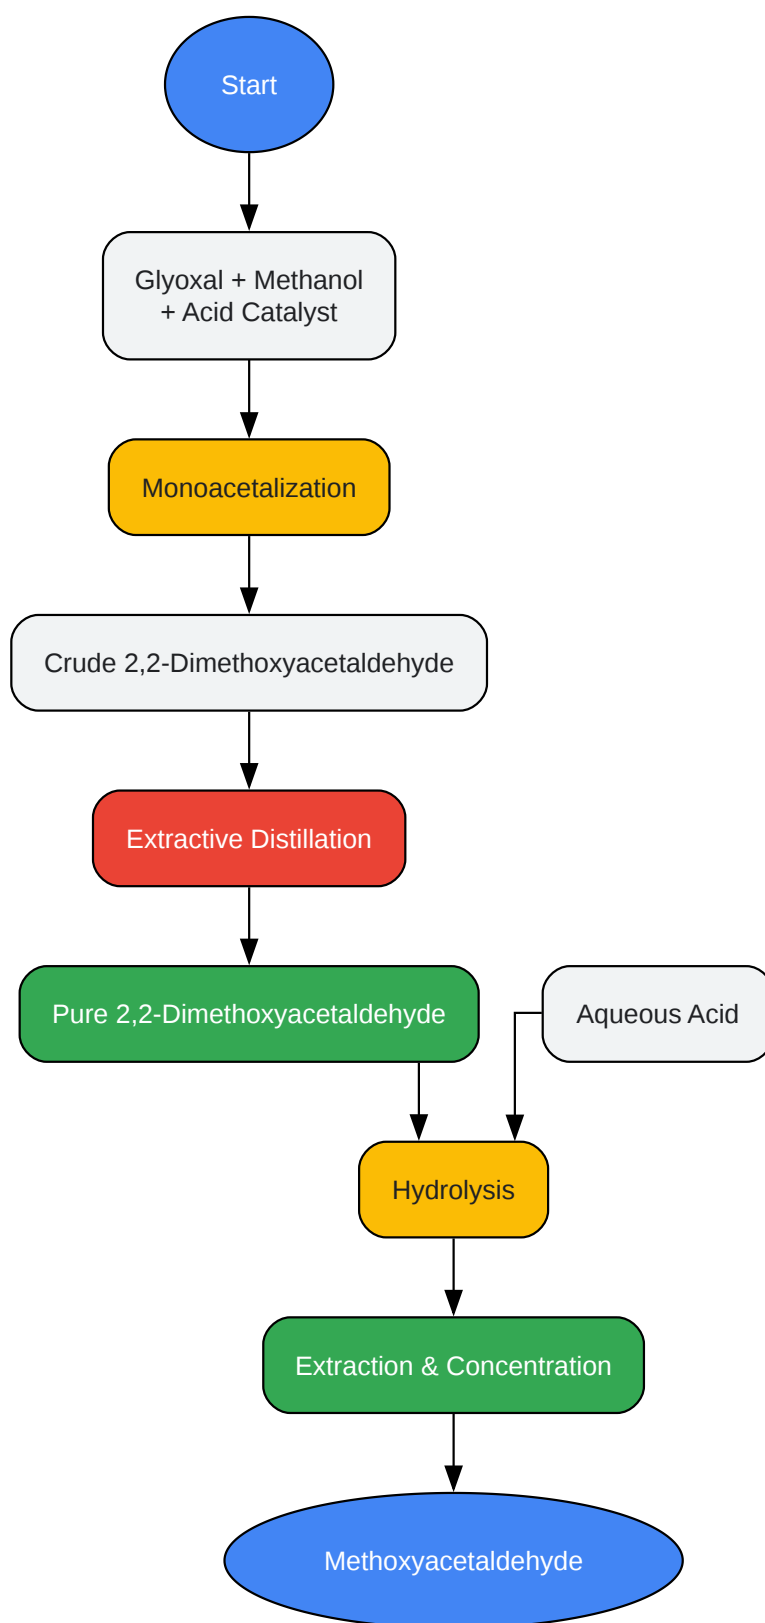 Start
Glyoxal + Methanol
+ Acid Catalyst
Monoacetalization
Crude 2,2-Dimethoxyacetaldehyde
Extractive Distillation
Pure 2,2-Dimethoxyacetaldehyde
Aqueous Acid
Hydrolysis
Extraction & Concentration
Methoxyacetaldehyde